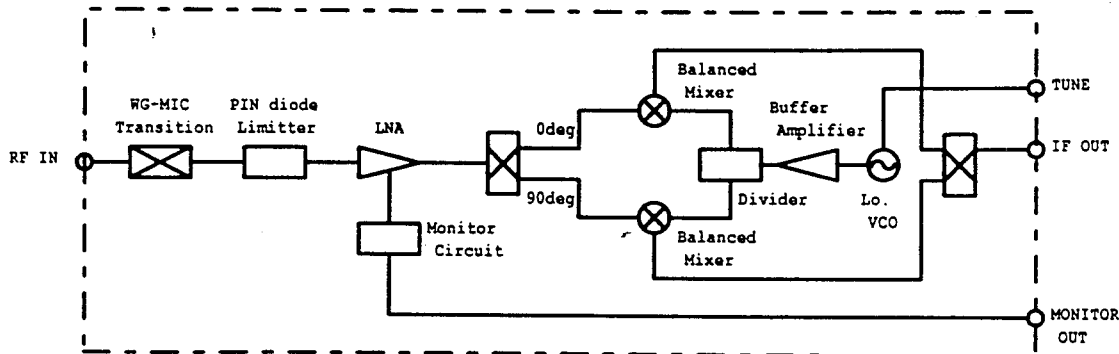 WG-MIC
Transition
PIN diode
Limitter
LNA
0deg
90deg
Balanced
Mixer
Buffer
Amplifier
Divider
Lo.
VCO
Balanced
Mixer
Monitor
Circuit
RF IN
TUNE
IF OUT
MONITOR
OUT